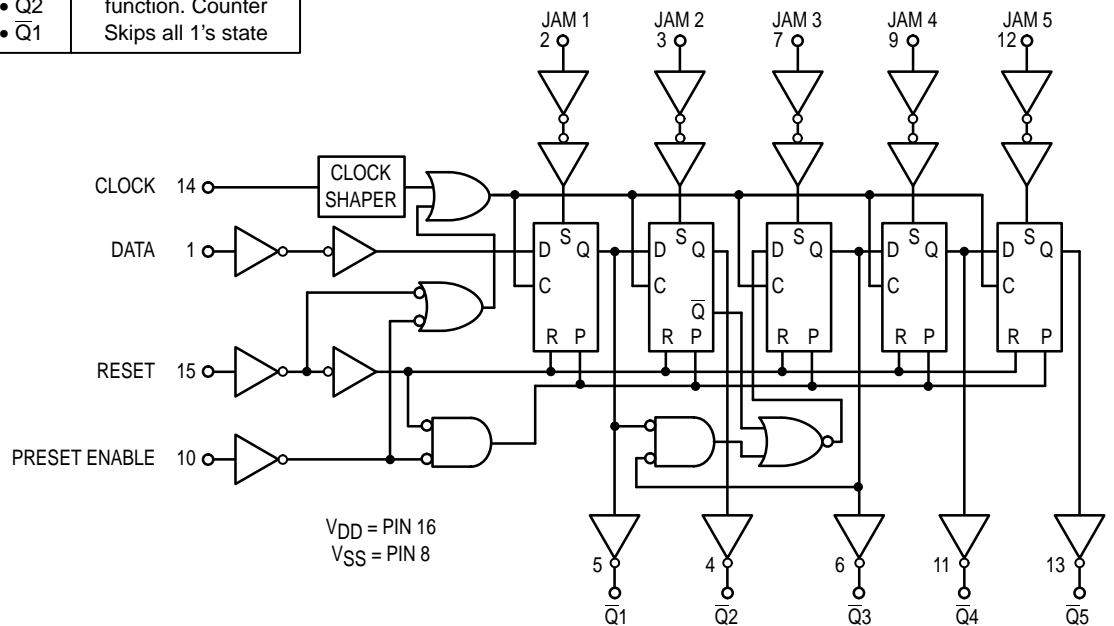 • Q2 function. Counter
• Q̅1 Skips all 1's state
JAM 1 JAM 2 JAM 3 JAM 4 JAM 5
2 3 7 9 12
CLOCK 14
CLOCK
SHAPER
DATA 1
S S S S S
D Q D Q D Q D Q D Q
C C C C C
Q̅
R P R P R P R P R P
RESET 15
PRESET ENABLE 10
VDD = PIN 16
VSS = PIN 8
5 4 6 11 13
Q̅1 Q̅2 Q̅3 Q̅4 Q̅5